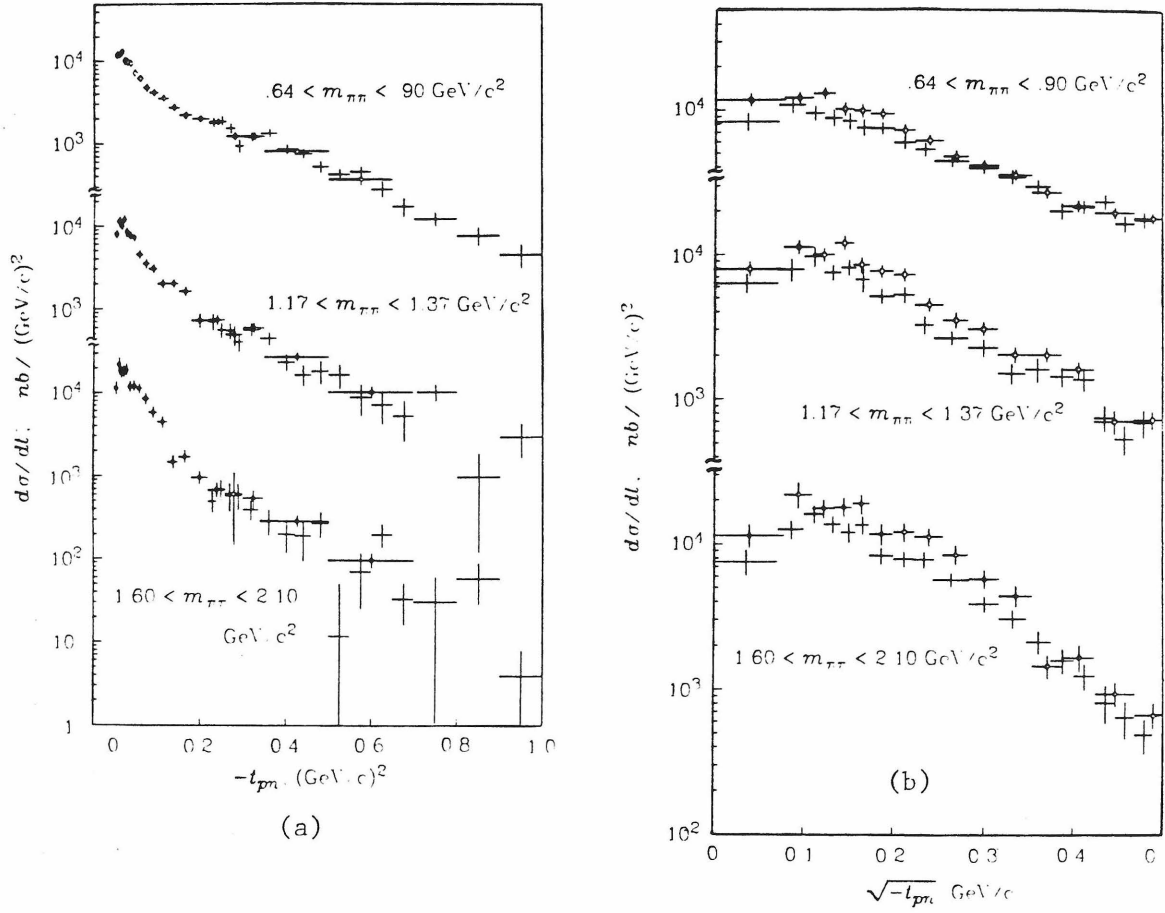 10⁴
.64 < m_ππ < .90 GeV/c²
10³
10⁴
1.17 < m_ππ < 1.37 GeV/c²
10³
10⁴
10³
10²
1.60 < m_ππ < 2.10
GeV/c²
10
1
0 0.2 0.4 0.6 0.8 1.0
dσ/dt, nb/(GeV/c)²
−t_pn, (GeV/c)²
(a)
10⁴
.64 < m_ππ < .90 GeV/c²
10⁴
10³
1.17 < m_ππ < 1.37 GeV/c²
10⁴
1.60 < m_ππ < 2.10 GeV/c²
10³
10²
0 0.1 0.2 0.3 0.4 0
dσ/dt, nb/(GeV/c)²
√−t_pn GeV/c
(b)